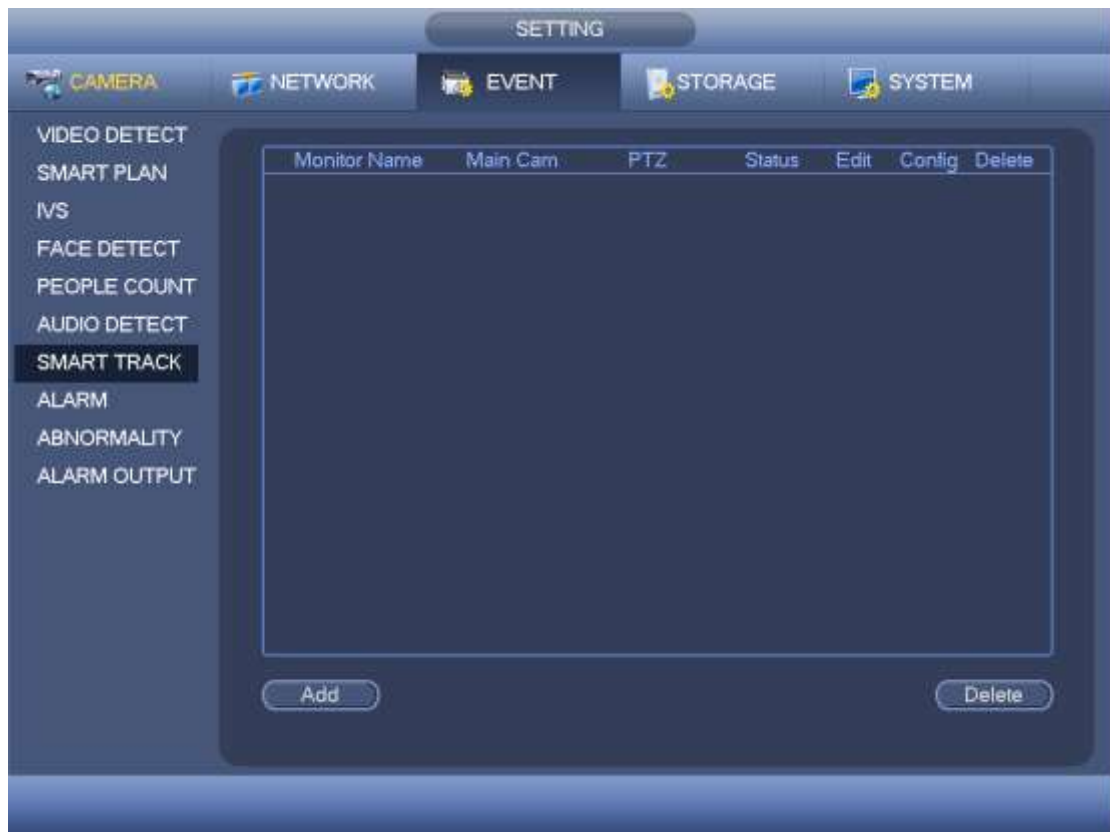 SETTING
CAMERA NETWORK EVENT STORAGE SYSTEM
VIDEO DETECT
SMART PLAN
IVS
FACE DETECT
PEOPLE COUNT
AUDIO DETECT
SMART TRACK
ALARM
ABNORMALITY
ALARM OUTPUT
Monitor Name Main Cam PTZ Status Edit Config Delete
Add Delete